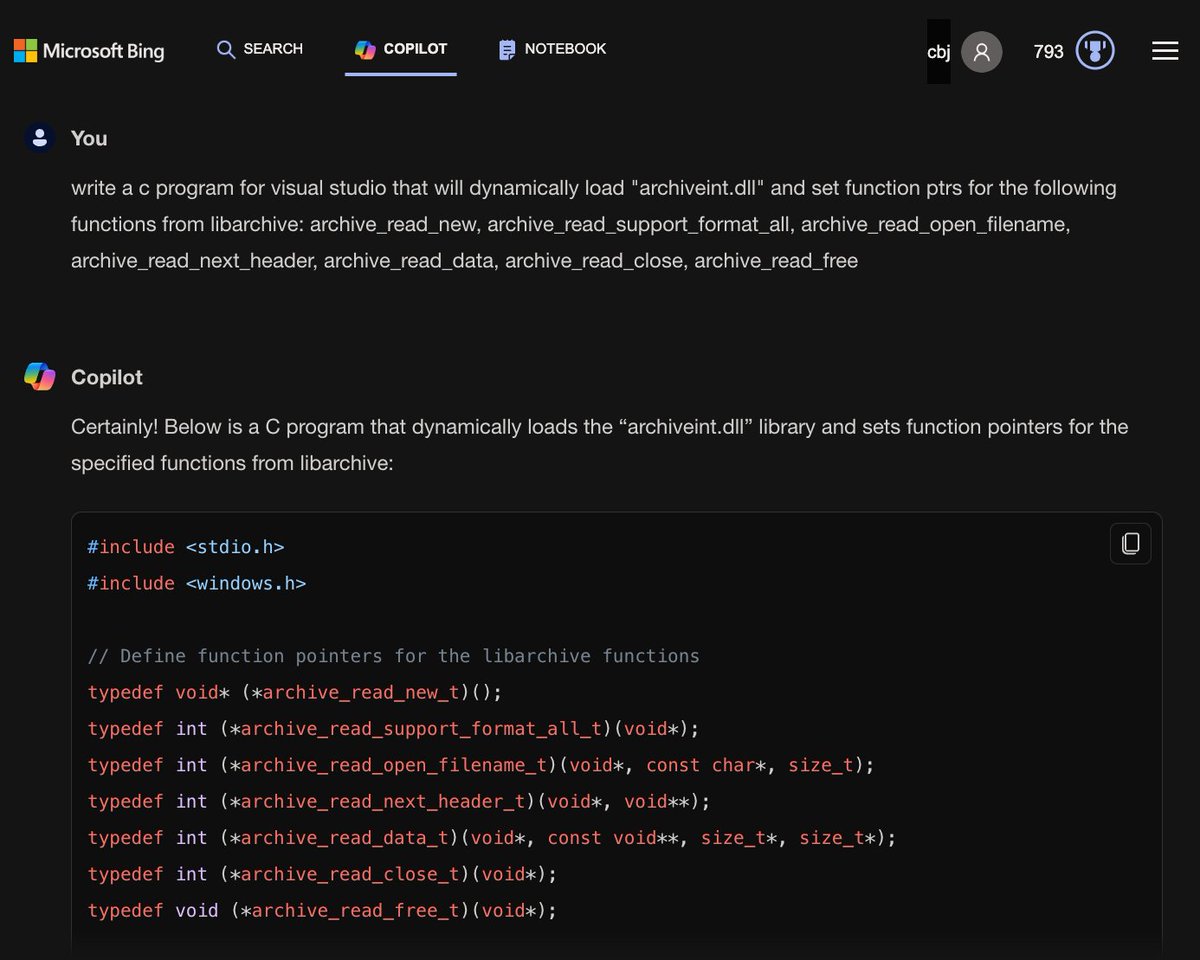 Microsoft Bing SEARCH COPILOT NOTEBOOK cbj 793
You
write a c program for visual studio that will dynamically load "archiveint.dll" and set function ptrs for the following
functions from libarchive: archive_read_new, archive_read_support_format_all, archive_read_open_filename,
archive_read_next_header, archive_read_data, archive_read_close, archive_read_free
Copilot
Certainly! Below is a C program that dynamically loads the “archiveint.dll” library and sets function pointers for the
specified functions from libarchive:
#include <stdio.h>
#include <windows.h>
// Define function pointers for the libarchive functions
typedef void* (*archive_read_new_t)();
typedef int (*archive_read_support_format_all_t)(void*);
typedef int (*archive_read_open_filename_t)(void*, const char*, size_t);
typedef int (*archive_read_next_header_t)(void*, void**);
typedef int (*archive_read_data_t)(void*, const void**, size_t*, size_t*);
typedef int (*archive_read_close_t)(void*);
typedef void (*archive_read_free_t)(void*);